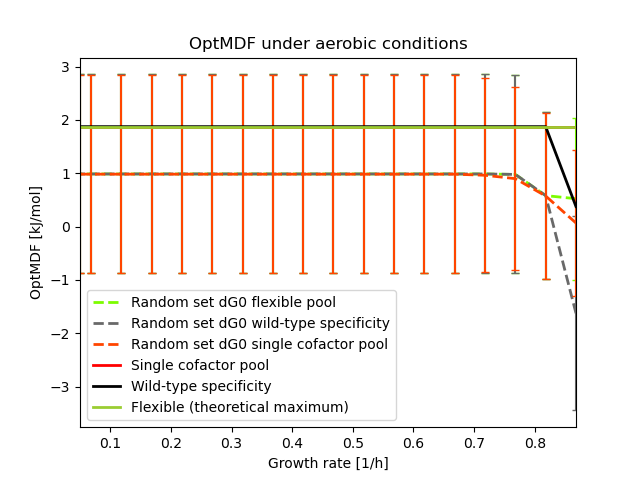 OptMDF under aerobic conditions
OptMDF [kJ/mol]
3
2
1
0
−1
−2
−3
Random set dG0 flexible pool
Random set dG0 wild-type specificity
Random set dG0 single cofactor pool
Single cofactor pool
Wild-type specificity
Flexible (theoretical maximum)
0.1 0.2 0.3 0.4 0.5 0.6 0.7 0.8
Growth rate [1/h]